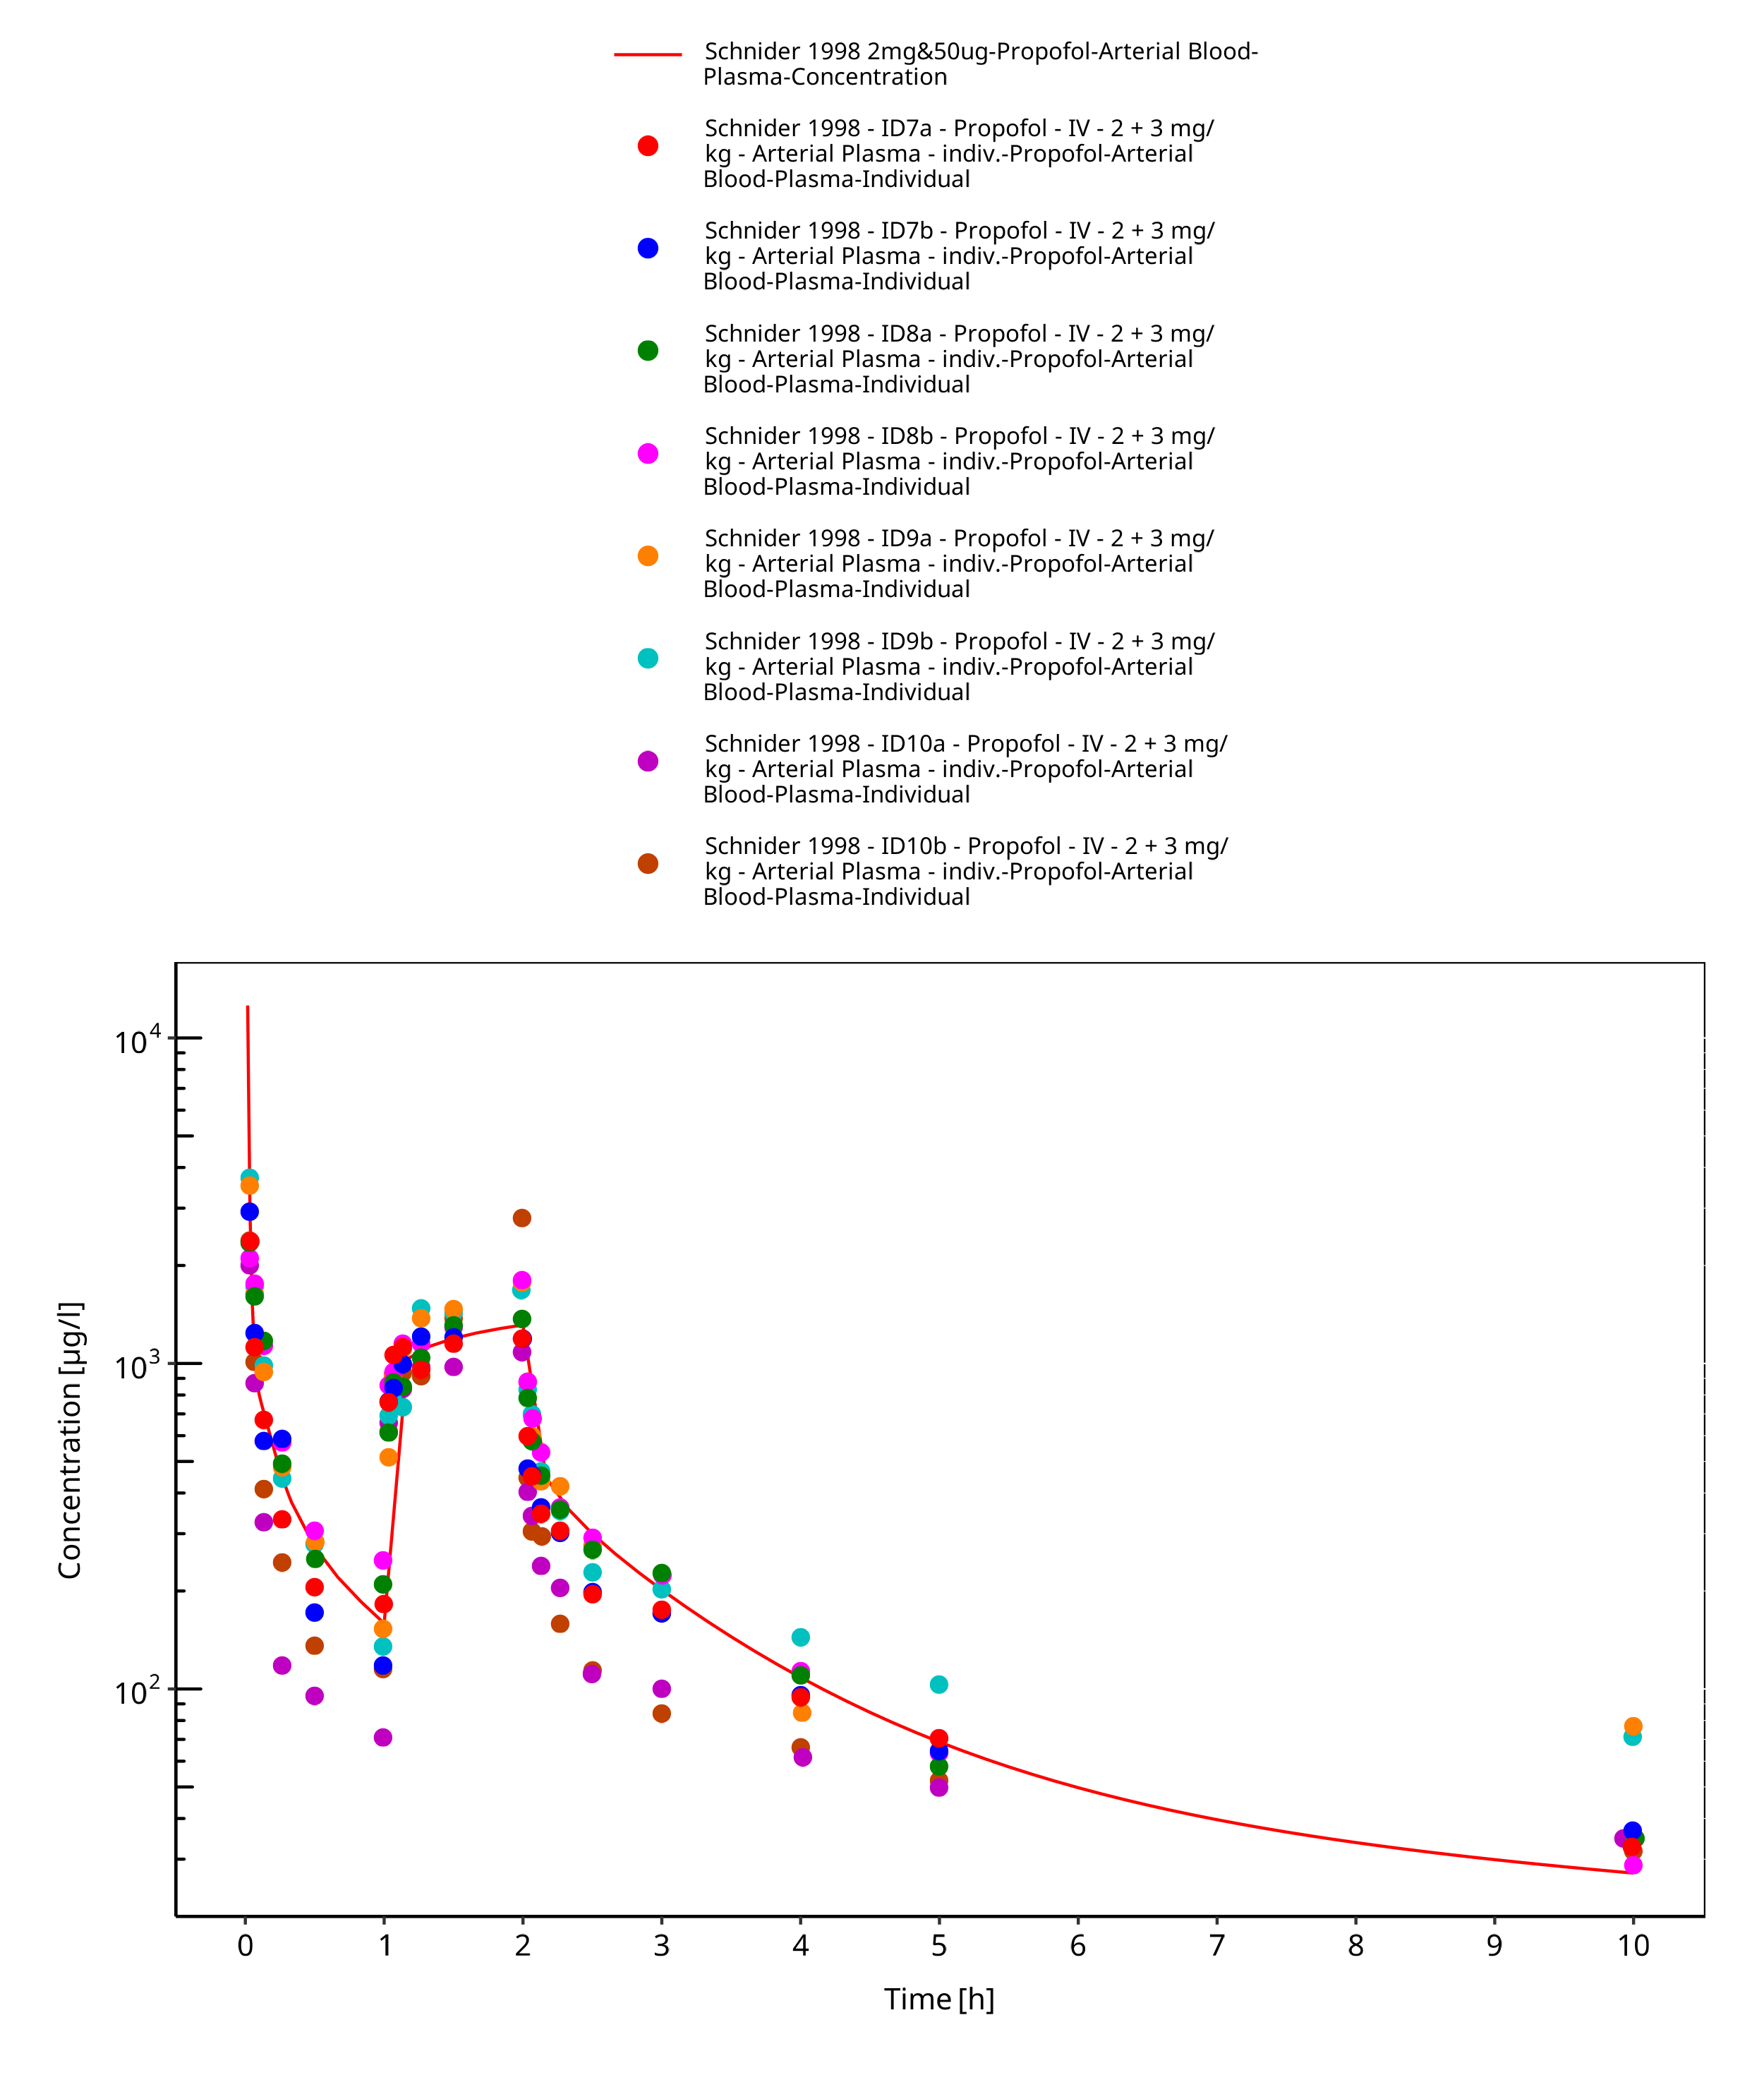 Schnider 1998 2mg&50ug-Propofol-Arterial Blood-
Plasma-Concentration
Schnider 1998 - ID7a - Propofol - IV - 2 + 3 mg/
kg - Arterial Plasma - indiv.-Propofol-Arterial
Blood-Plasma-Individual
Schnider 1998 - ID7b - Propofol - IV - 2 + 3 mg/
kg - Arterial Plasma - indiv.-Propofol-Arterial
Blood-Plasma-Individual
Schnider 1998 - ID8a - Propofol - IV - 2 + 3 mg/
kg - Arterial Plasma - indiv.-Propofol-Arterial
Blood-Plasma-Individual
Schnider 1998 - ID8b - Propofol - IV - 2 + 3 mg/
kg - Arterial Plasma - indiv.-Propofol-Arterial
Blood-Plasma-Individual
Schnider 1998 - ID9a - Propofol - IV - 2 + 3 mg/
kg - Arterial Plasma - indiv.-Propofol-Arterial
Blood-Plasma-Individual
Schnider 1998 - ID9b - Propofol - IV - 2 + 3 mg/
kg - Arterial Plasma - indiv.-Propofol-Arterial
Blood-Plasma-Individual
Schnider 1998 - ID10a - Propofol - IV - 2 + 3 mg/
kg - Arterial Plasma - indiv.-Propofol-Arterial
Blood-Plasma-Individual
Schnider 1998 - ID10b - Propofol - IV - 2 + 3 mg/
kg - Arterial Plasma - indiv.-Propofol-Arterial
Blood-Plasma-Individual
Concentration [µg/l]
10⁴
10³
10²
0 1 2 3 4 5 6 7 8 9 10
Time [h]